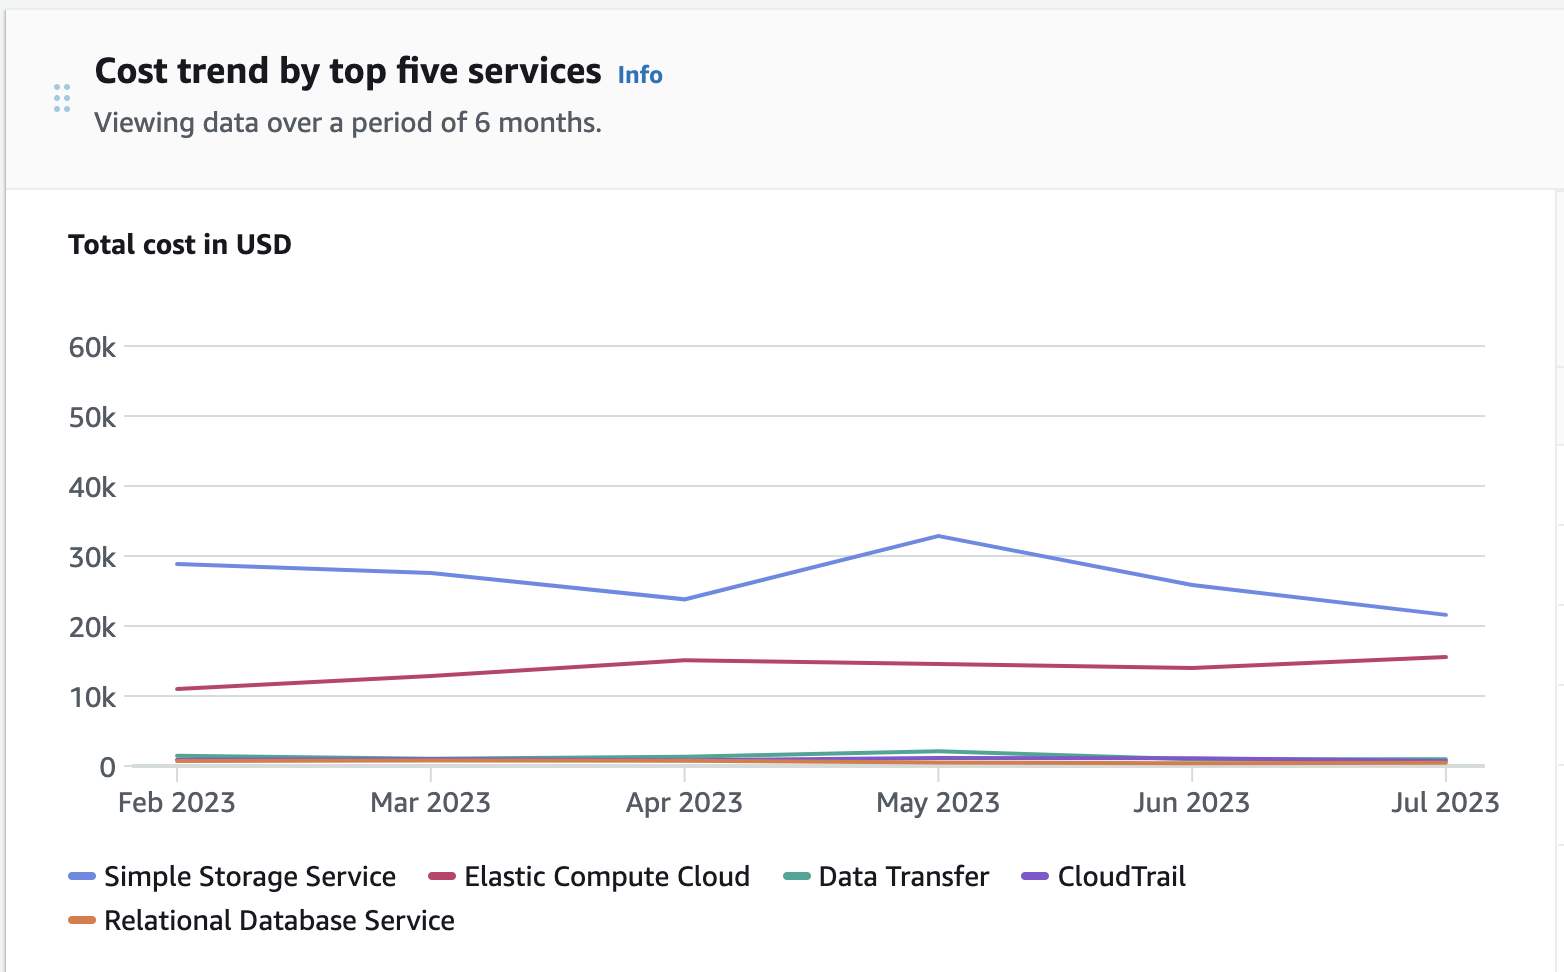 Cost trend by top five services Info
Viewing data over a period of 6 months.
Total cost in USD
60k
50k
40k
30k
20k
10k
0
Feb 2023 Mar 2023 Apr 2023 May 2023 Jun 2023 Jul 2023
Simple Storage Service Elastic Compute Cloud Data Transfer CloudTrail
Relational Database Service